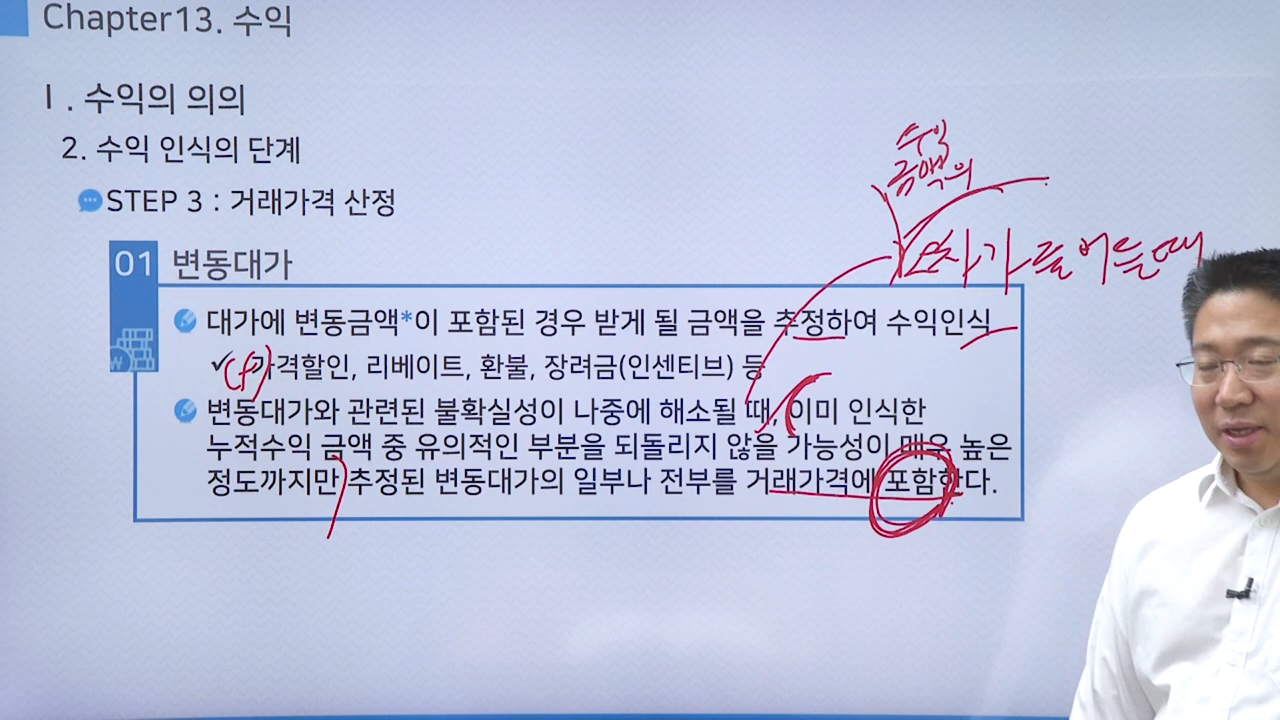 Chapter13. 수익
Ⅰ. 수익의 의의
2. 수익 인식의 단계
STEP 3 : 거래가격 산정
수익
금액의
오차가 줄어들때
01 변동대가
대가에 변동금액*이 포함된 경우 받게 될 금액을 추정하여 수익인식
✓ 가격할인, 리베이트, 환불, 장려금(인센티브) 등
변동대가와 관련된 불확실성이 나중에 해소될 때, 이미 인식한
누적수익 금액 중 유의적인 부분을 되돌리지 않을 가능성이 매우 높은
정도까지만 추정된 변동대가의 일부나 전부를 거래가격에 포함한다.